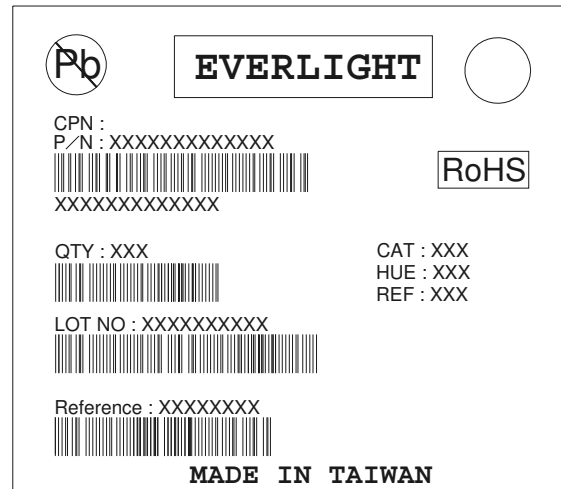 Pb
EVERLIGHT
CPN :
P/N : XXXXXXXXXXXXX
RoHS
XXXXXXXXXXXXX
QTY : XXX
CAT : XXX
HUE : XXX
REF : XXX
LOT NO : XXXXXXXXXX
Reference : XXXXXXXX
MADE IN TAIWAN